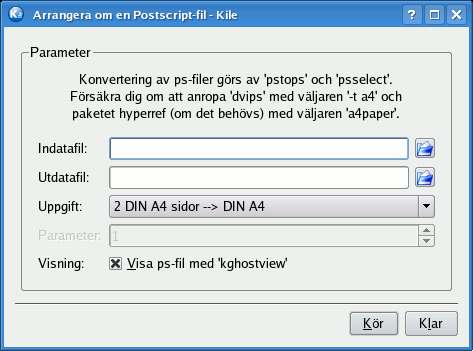 Arrangera om en Postscript-fil - Kile
Parameter
Konvertering av ps-filer görs av 'pstops' och 'psselect'.
Försäkra dig om att anropa 'dvips' med väljaren '-t a4' och
paketet hyperref (om det behövs) med väljaren 'a4paper'.
Indatafil:
Utdatafil:
Uppgift: 2 DIN A4 sidor --> DIN A4
Parameter: 1
Visning: Visa ps-fil med 'kghostview'
Kör Klar